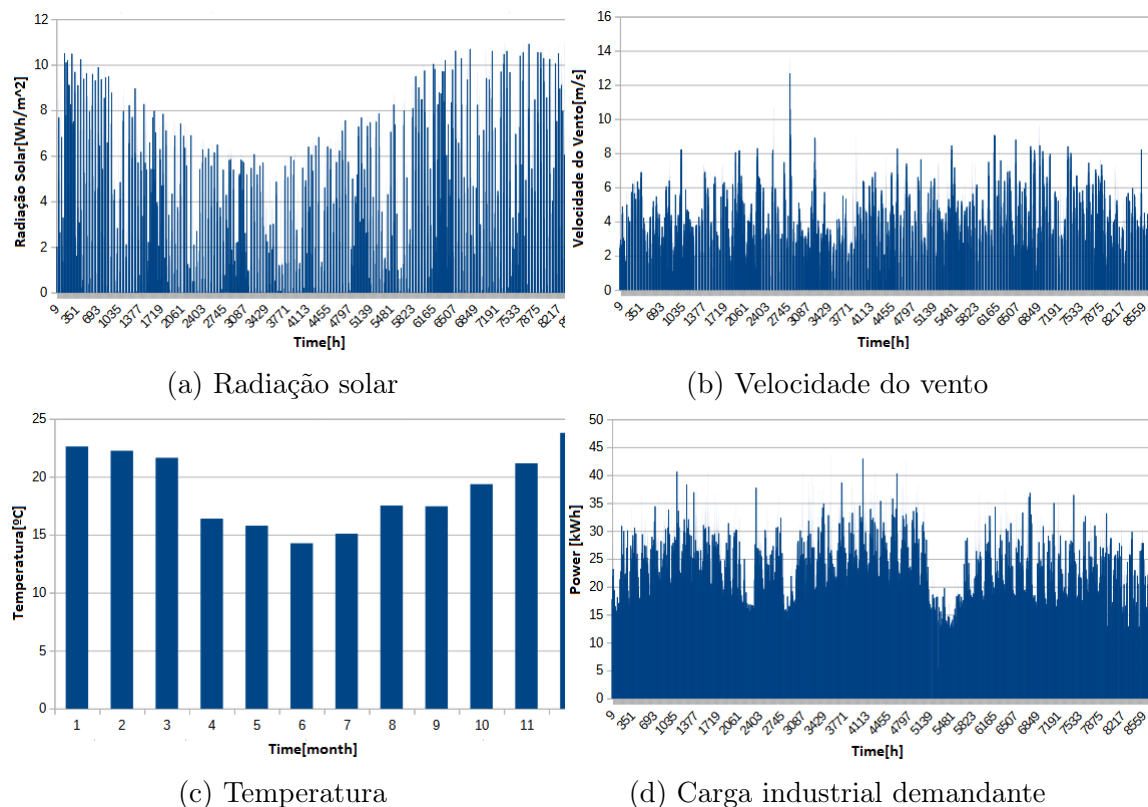 12
10
8
6
4
2
0
Radiação Solar[Wh/m^2]
9 351 693 1035 1377 1719 2061 2403 2745 3087 3429 3771 4113 4455 4797 5139 5481 5823 6165 6507 6849 7191 7533 7875 8217
Time[h]
(a) Radiação solar
16
14
12
10
8
6
4
2
0
Velocidade do Vento[m/s]
9 351 693 1035 1377 1719 2061 2403 2745 3087 3429 3771 4113 4455 4797 5139 5481 5823 6165 6507 6849 7191 7533 7875 8217 8559
Time[h]
(b) Velocidade do vento
25
20
15
10
5
0
Temperatura[ºC]
1 2 3 4 5 6 7 8 9 10 11
Time[month]
(c) Temperatura
50
45
40
35
30
25
20
15
10
5
0
Power [kWh]
9 351 693 1035 1377 1719 2061 2403 2745 3087 3429 3771 4113 4455 4797 5139 5481 5823 6165 6507 6849 7191 7533 7875 8217 8559
Time[h]
(d) Carga industrial demandante